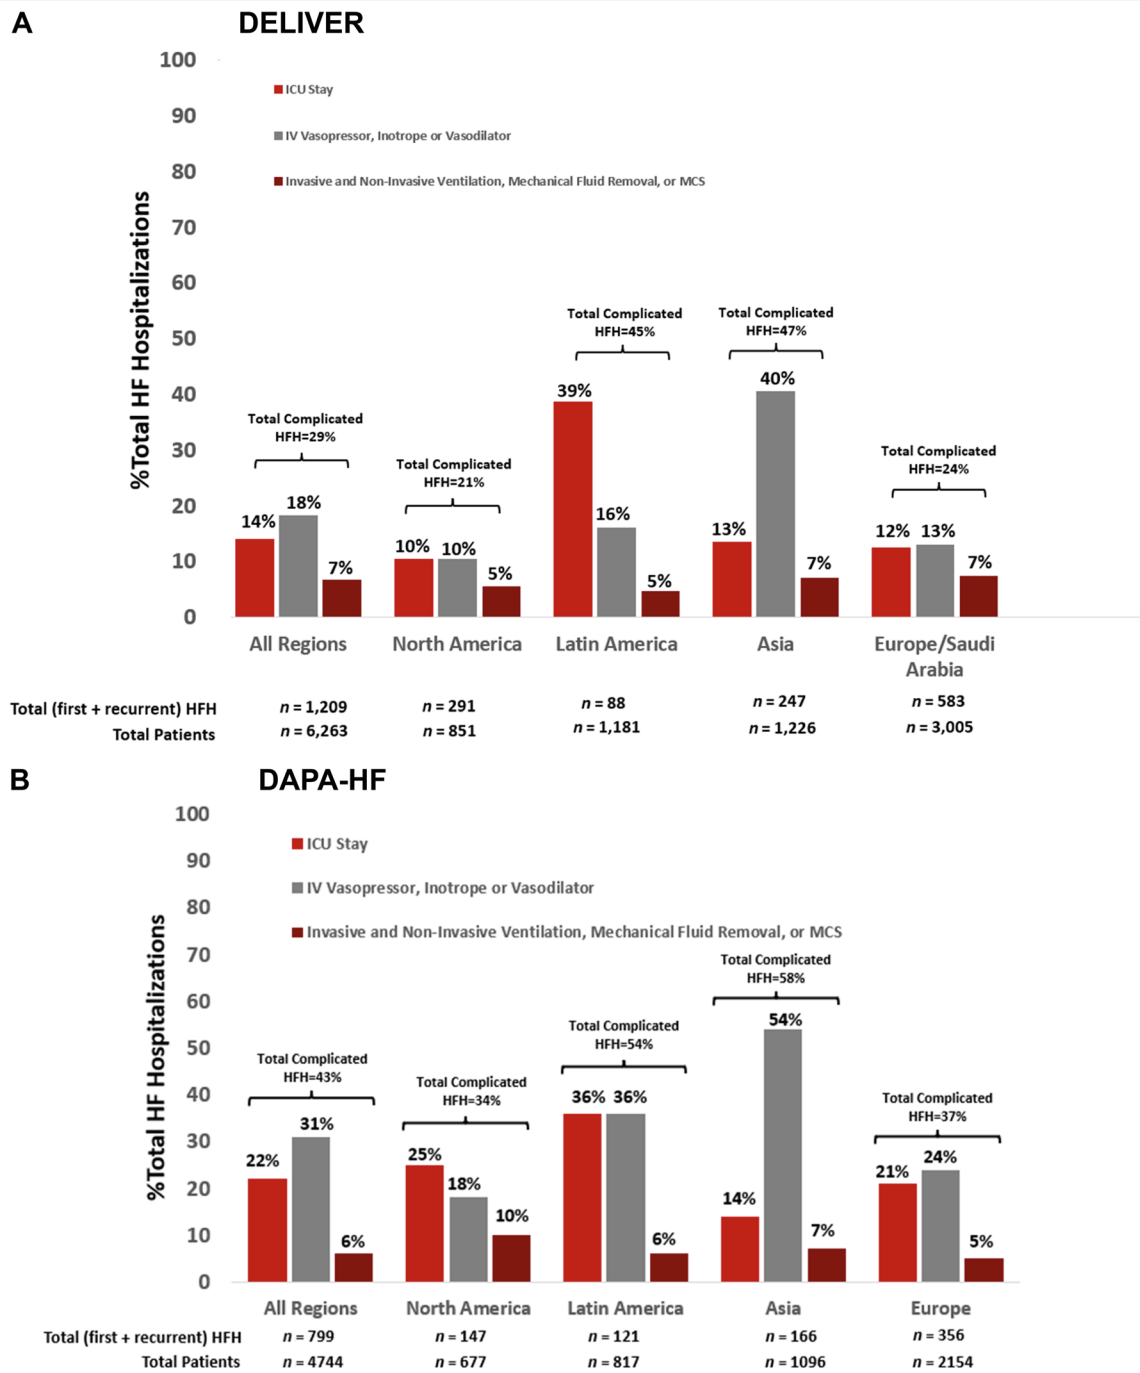 A
DELIVER
100
90
80
70
60
50
40
30
20
10
0
%Total HF Hospitalizations
ICU Stay
IV Vasopressor, Inotrope or Vasodilator
Invasive and Non-Invasive Ventilation, Mechanical Fluid Removal, or MCS
Total Complicated
HFH=29%
14%
18%
7%
Total Complicated
HFH=21%
10%
10%
5%
Total Complicated
HFH=45%
39%
16%
5%
Total Complicated
HFH=47%
13%
40%
7%
Total Complicated
HFH=24%
12%
13%
7%
All Regions
North America
Latin America
Asia
Europe/Saudi
Arabia
Total (first + recurrent) HFH
n = 1,209
n = 291
n = 88
n = 247
n = 583
Total Patients
n = 6,263
n = 851
n = 1,181
n = 1,226
n = 3,005
B
DAPA-HF
100
90
80
70
60
50
40
30
20
10
0
%Total HF Hospitalizations
ICU Stay
IV Vasopressor, Inotrope or Vasodilator
Invasive and Non-Invasive Ventilation, Mechanical Fluid Removal, or MCS
Total Complicated
HFH=43%
22%
31%
6%
Total Complicated
HFH=34%
25%
18%
10%
Total Complicated
HFH=54%
36%
36%
6%
Total Complicated
HFH=58%
14%
54%
7%
Total Complicated
HFH=37%
21%
24%
5%
All Regions
North America
Latin America
Asia
Europe
Total (first + recurrent) HFH
n = 799
n = 147
n = 121
n = 166
n = 356
Total Patients
n = 4744
n = 677
n = 817
n = 1096
n = 2154